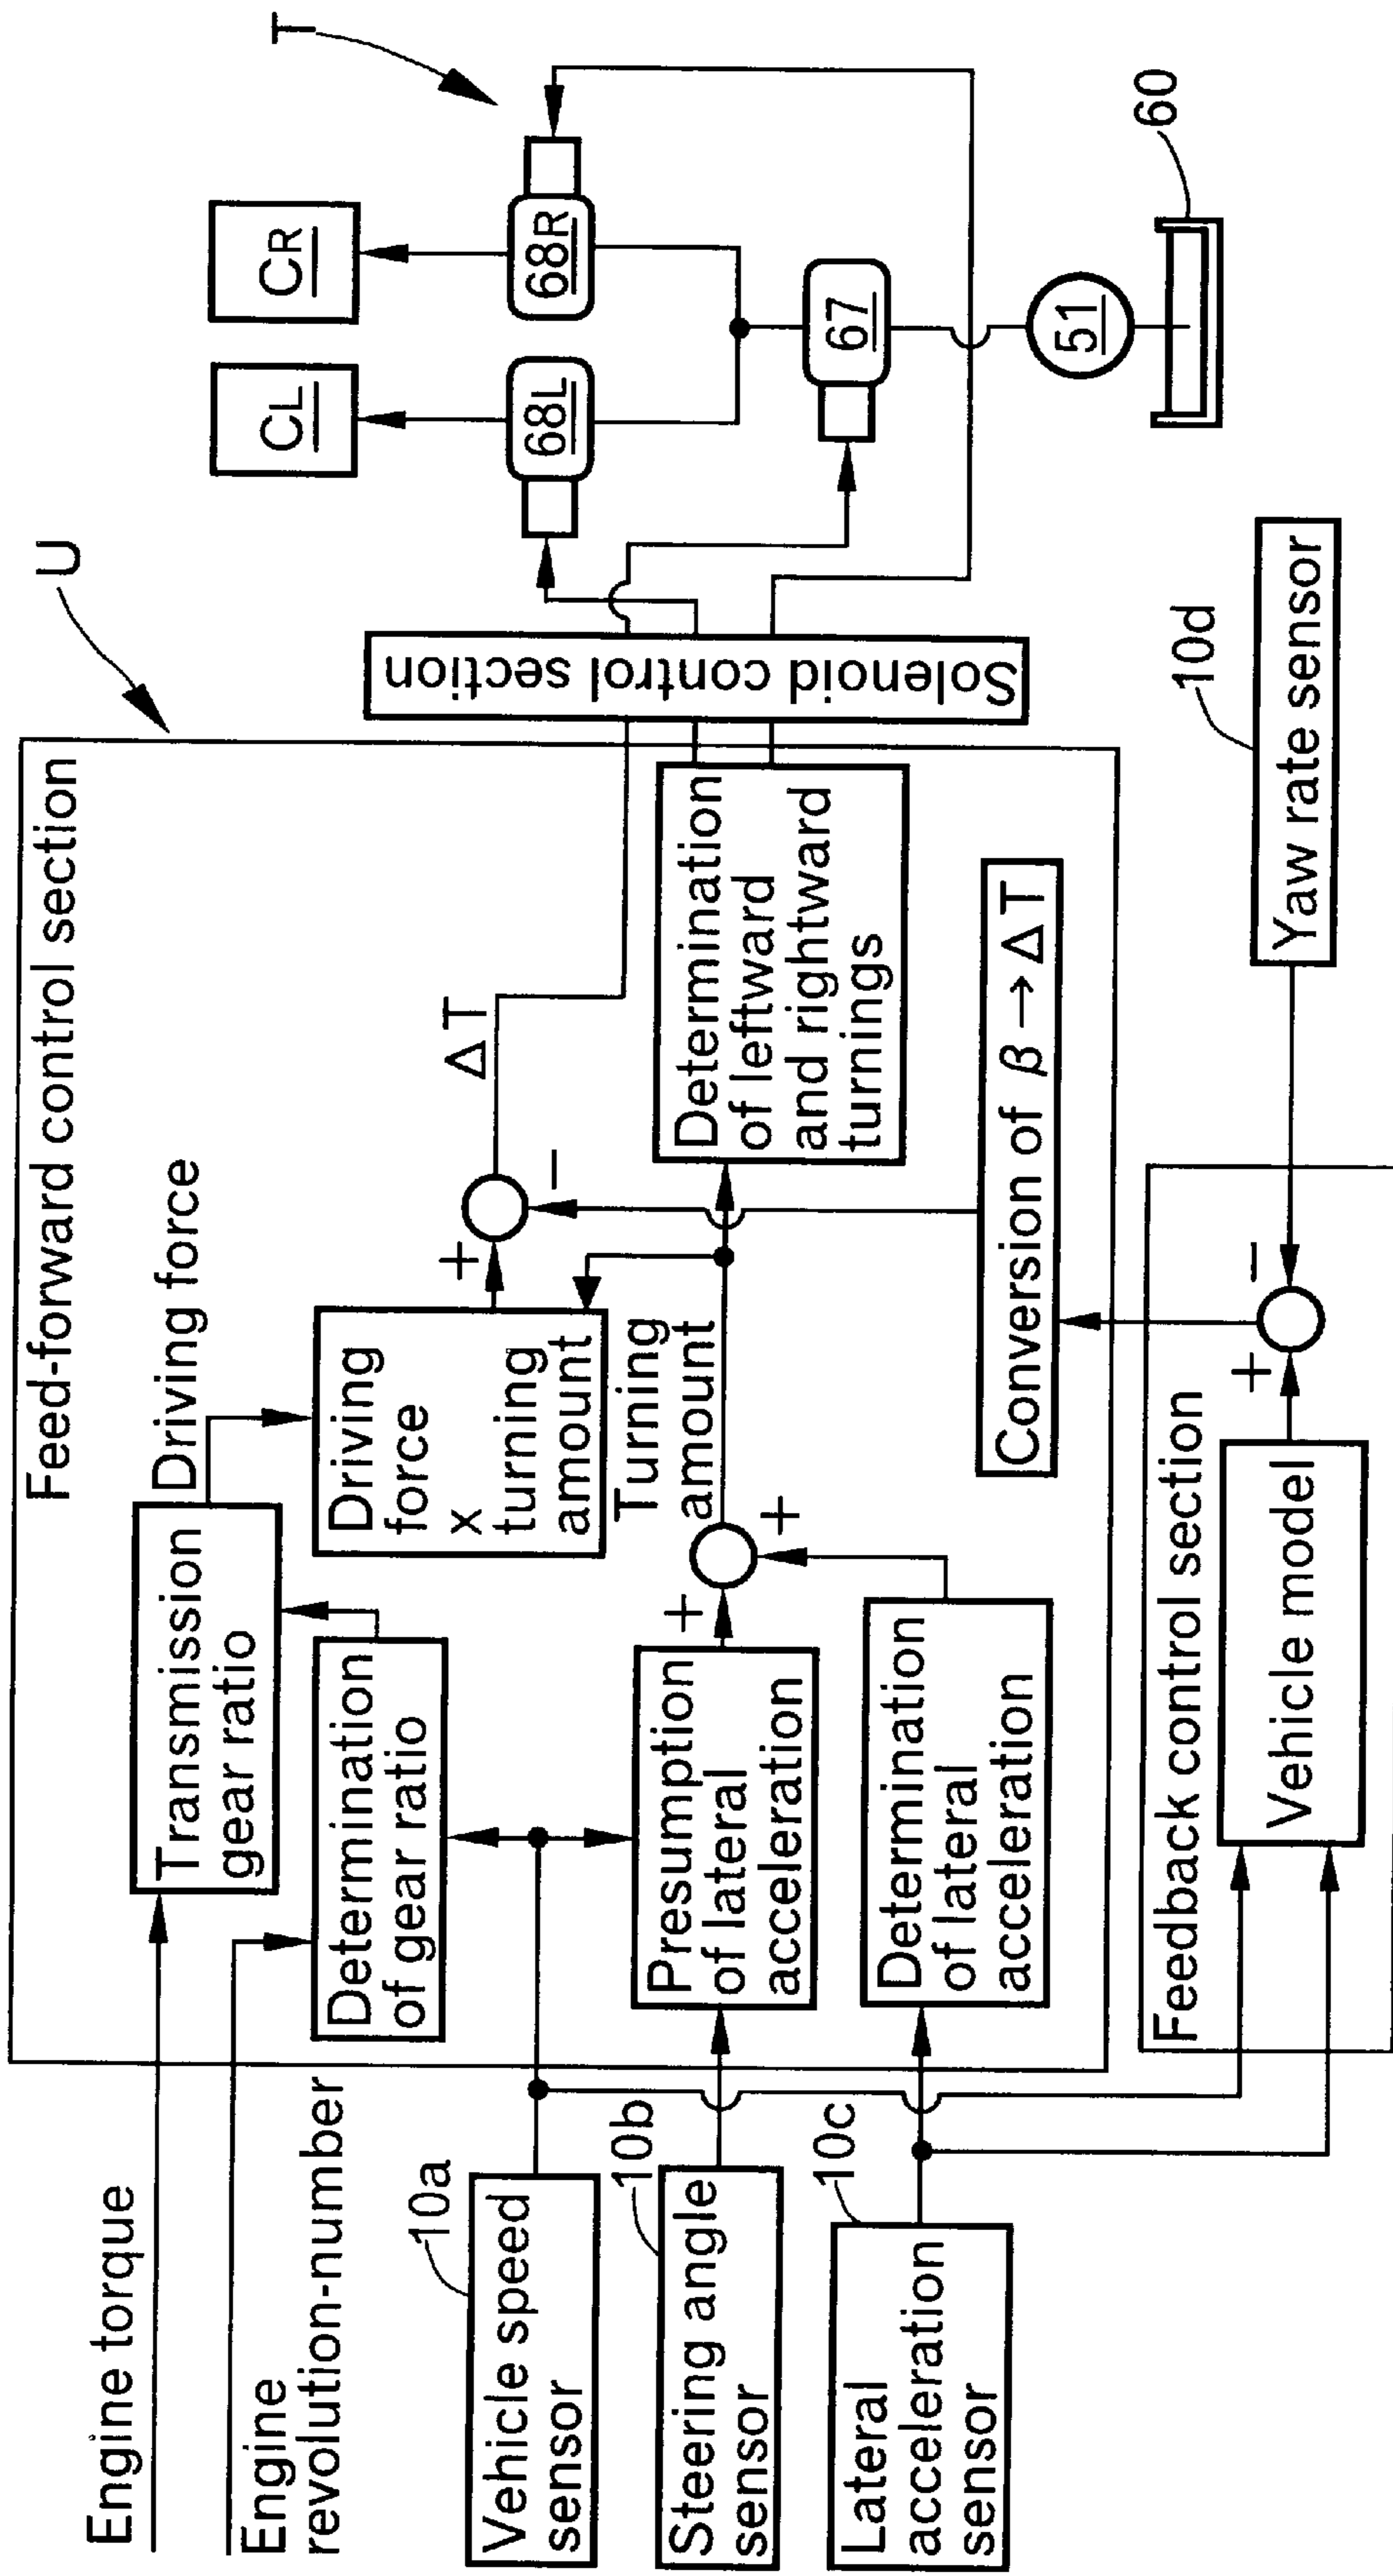 Engine torque
Engine
revolution-number
Vehicle speed
sensor
10a
Steering angle
sensor
10b
Lateral
acceleration
sensor
10c
U
Feed-forward control section
Transmission
gear ratio
Driving force
Determination
of gear ratio
Driving
force
x
turning
amount
+
−
Δ T
Presumption
of lateral
acceleration
+
+
Turning
amount
Determination
of lateral
acceleration
Determination
of leftward
and rightward
turnings
Conversion of β → Δ T
Feedback control section
Vehicle model
+
−
Yaw rate sensor
10d
Solenoid control section
T
CL
CR
68L
68R
67
51
60